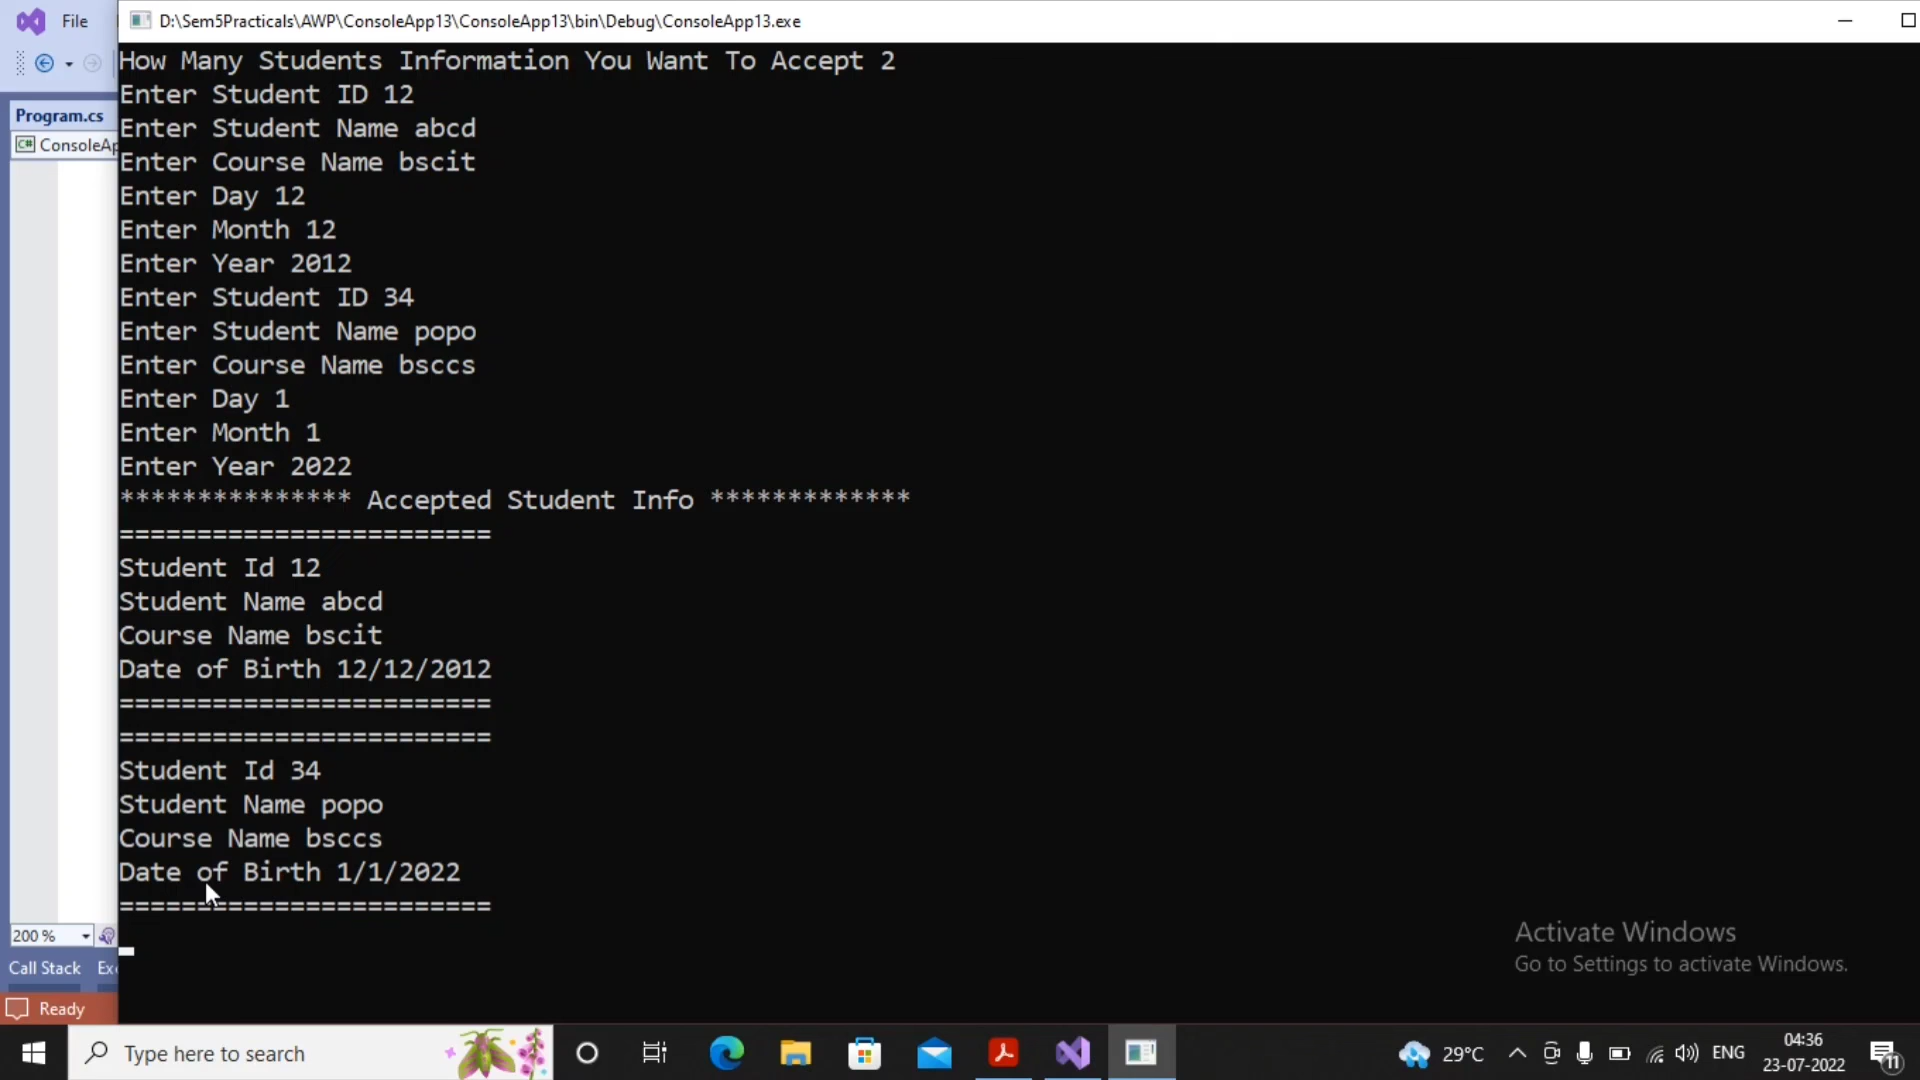 File
D:\Sem5Practicals\AWP\ConsoleApp13\ConsoleApp13\bin\Debug\ConsoleApp13.exe
Program.cs
C# ConsoleAp
How Many Students Information You Want To Accept 2
Enter Student ID 12
Enter Student Name abcd
Enter Course Name bscit
Enter Day 12
Enter Month 12
Enter Year 2012
Enter Student ID 34
Enter Student Name popo
Enter Course Name bsccs
Enter Day 1
Enter Month 1
Enter Year 2022
*************** Accepted Student Info *************
========================
Student Id 12
Student Name abcd
Course Name bscit
Date of Birth 12/12/2012
========================
========================
Student Id 34
Student Name popo
Course Name bsccs
Date of Birth 1/1/2022
========================
200 %
Call Stack Ex
Ready
Activate Windows
Go to Settings to activate Windows.
Type here to search
29°C
ENG
04:36
23-07-2022
11